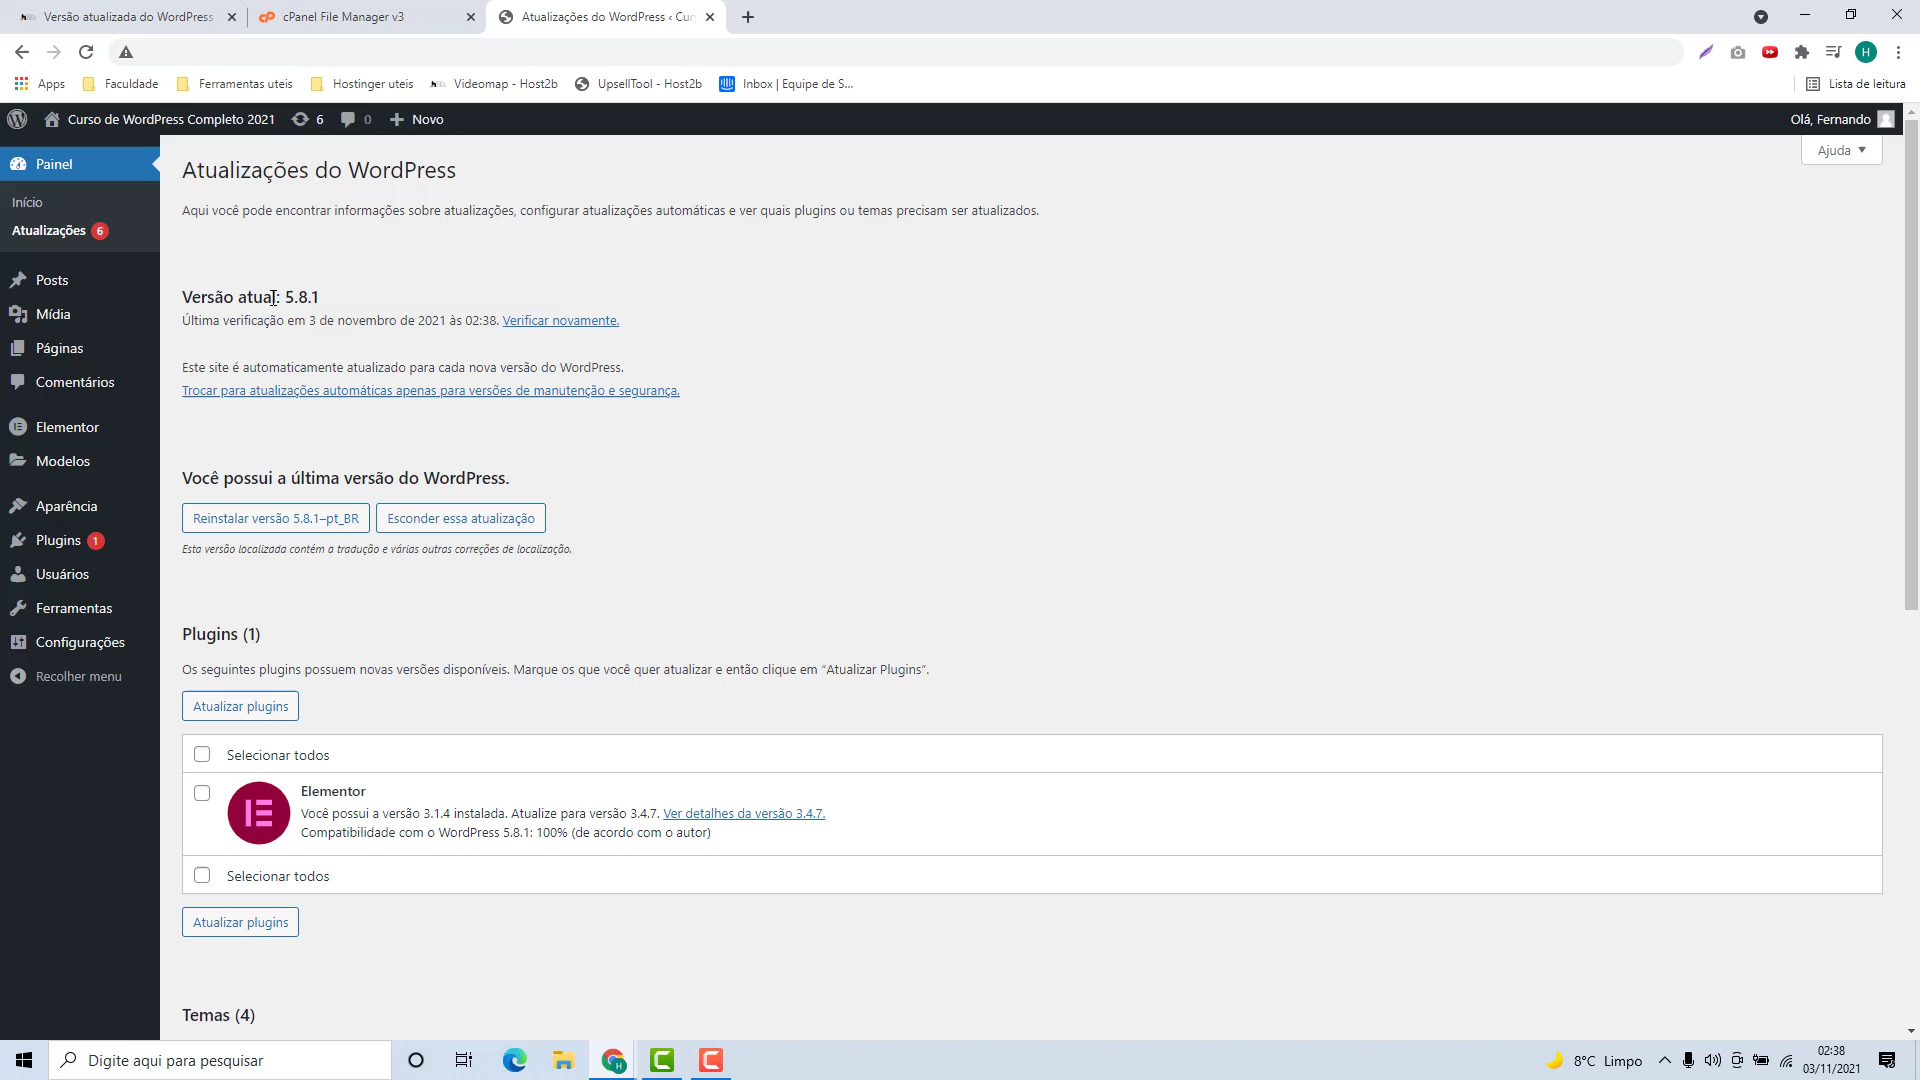 Versão atualizada do WordPress
cPanel File Manager v3
Atualizações do WordPress ‹ Cur
Apps
Faculdade
Ferramentas uteis
Hostinger uteis
Videomap - Host2b
UpsellTool - Host2b
Inbox | Equipe de S...
Lista de leitura
Curso de WordPress Completo 2021
6
0
Novo
Olá, Fernando
Painel
Início
Atualizações 6
Posts
Mídia
Páginas
Comentários
Elementor
Modelos
Aparência
Plugins 1
Usuários
Ferramentas
Configurações
Recolher menu
Ajuda
Atualizações do WordPress
Aqui você pode encontrar informações sobre atualizações, configurar atualizações automáticas e ver quais plugins ou temas precisam ser atualizados.
Versão atual: 5.8.1
Última verificação em 3 de novembro de 2021 às 02:38. Verificar novamente.
Este site é automaticamente atualizado para cada nova versão do WordPress.
Trocar para atualizações automáticas apenas para versões de manutenção e segurança.
Você possui a última versão do WordPress.
Reinstalar versão 5.8.1–pt_BR
Esconder essa atualização
Esta versão localizada contém a tradução e várias outras correções de localização.
Plugins (1)
Os seguintes plugins possuem novas versões disponíveis. Marque os que você quer atualizar e então clique em “Atualizar Plugins”.
Atualizar plugins
Selecionar todos
Elementor
Você possui a versão 3.1.4 instalada. Atualize para versão 3.4.7. Ver detalhes da versão 3.4.7.
Compatibilidade com o WordPress 5.8.1: 100% (de acordo com o autor)
Selecionar todos
Atualizar plugins
Temas (4)
Digite aqui para pesquisar
8°C Limpo
02:38
03/11/2021